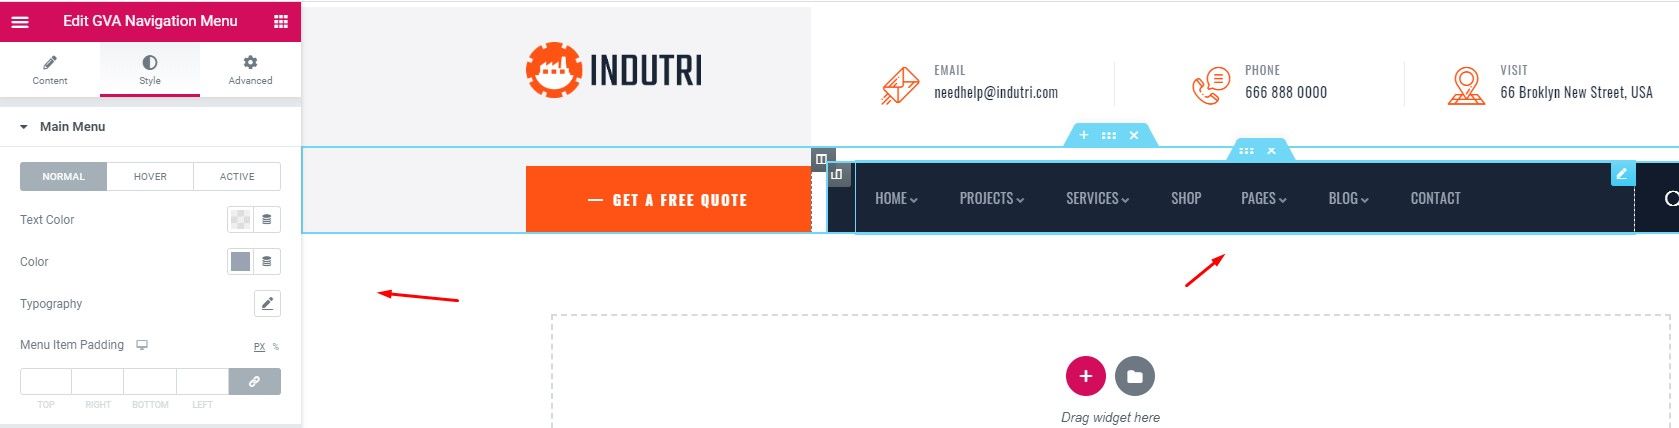 Edit GVA Navigation Menu
Content
Style
Advanced
Main Menu
NORMAL
HOVER
ACTIVE
Text Color
Color
Typography
Menu Item Padding
PX %
TOP
RIGHT
BOTTOM
LEFT
INDUTRI
EMAIL
needhelp@indutri.com
PHONE
666 888 0000
VISIT
66 Broklyn New Street, USA
GET A FREE QUOTE
HOME
PROJECTS
SERVICES
SHOP
PAGES
BLOG
CONTACT
Drag widget here